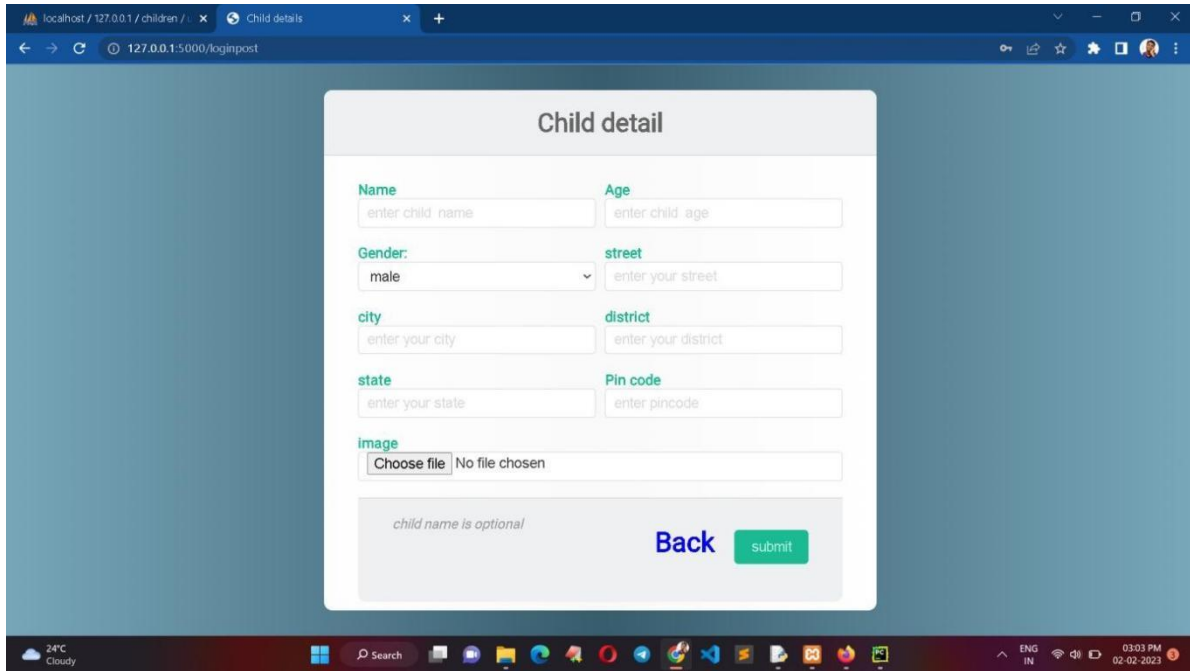 localhost / 127.0.0.1 / children / u
Child details
127.0.0.1:5000/loginpost
Child detail
Name Age
enter child name enter child age
Gender: street
male enter your street
city district
enter your city enter your district
state Pin code
enter your state enter pincode
image
Choose file No file chosen
child name is optional
Back submit
24°C
Cloudy
Search
ENG
IN
03:03 PM
02-02-2023
3